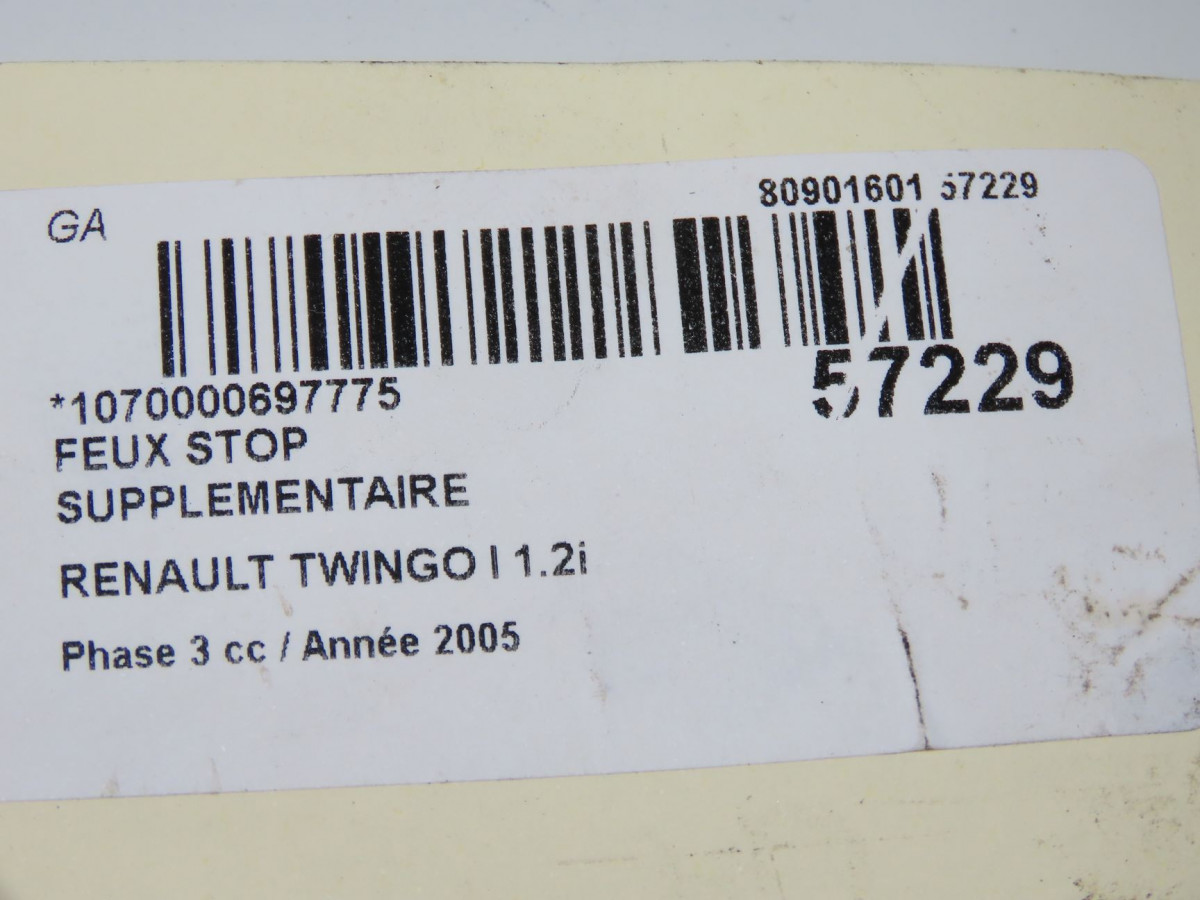 GA
80901601 57229
57229
*1070000697775
FEUX STOP
SUPPLEMENTAIRE
RENAULT TWINGO I 1.2i
Phase 3 cc / Année 2005